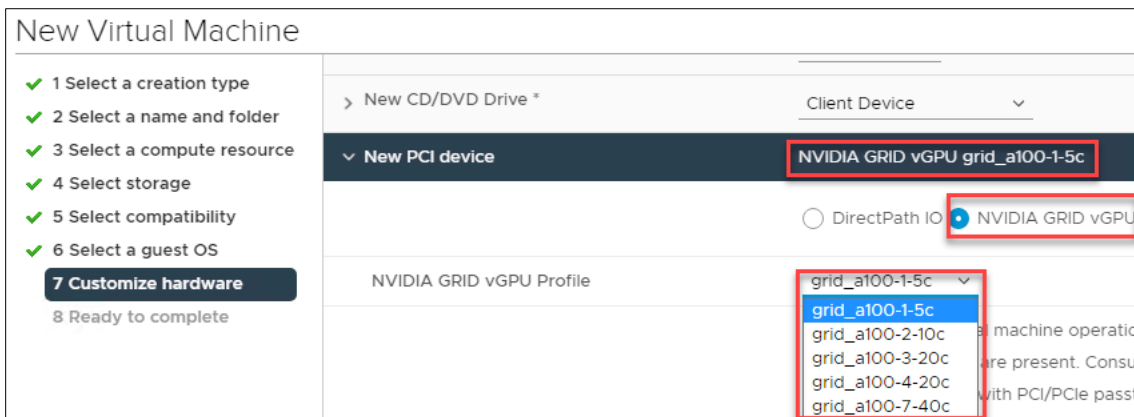 New Virtual Machine
1 Select a creation type
2 Select a name and folder
3 Select a compute resource
4 Select storage
5 Select compatibility
6 Select a guest OS
7 Customize hardware
8 Ready to complete
New CD/DVD Drive *
Client Device
New PCI device
NVIDIA GRID vGPU grid_a100-1-5c
DirectPath IO
NVIDIA GRID vGPU
NVIDIA GRID vGPU Profile
grid_a100-1-5c
grid_a100-1-5c
grid_a100-2-10c
grid_a100-3-20c
grid_a100-4-20c
grid_a100-7-40c
machine operatio
are present. Consu
with PCI/PCIe pass